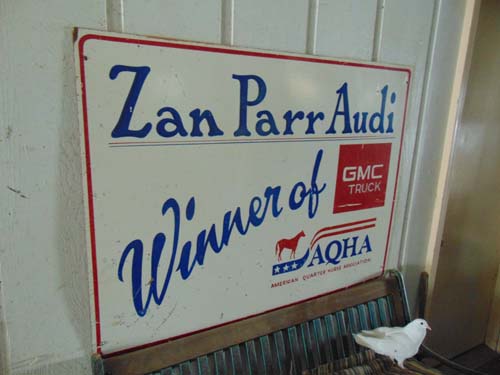 Zan Parr Audi
Winner of
GMC
TRUCK
AQHA
AMERICAN QUARTER HORSE ASSOCIATION